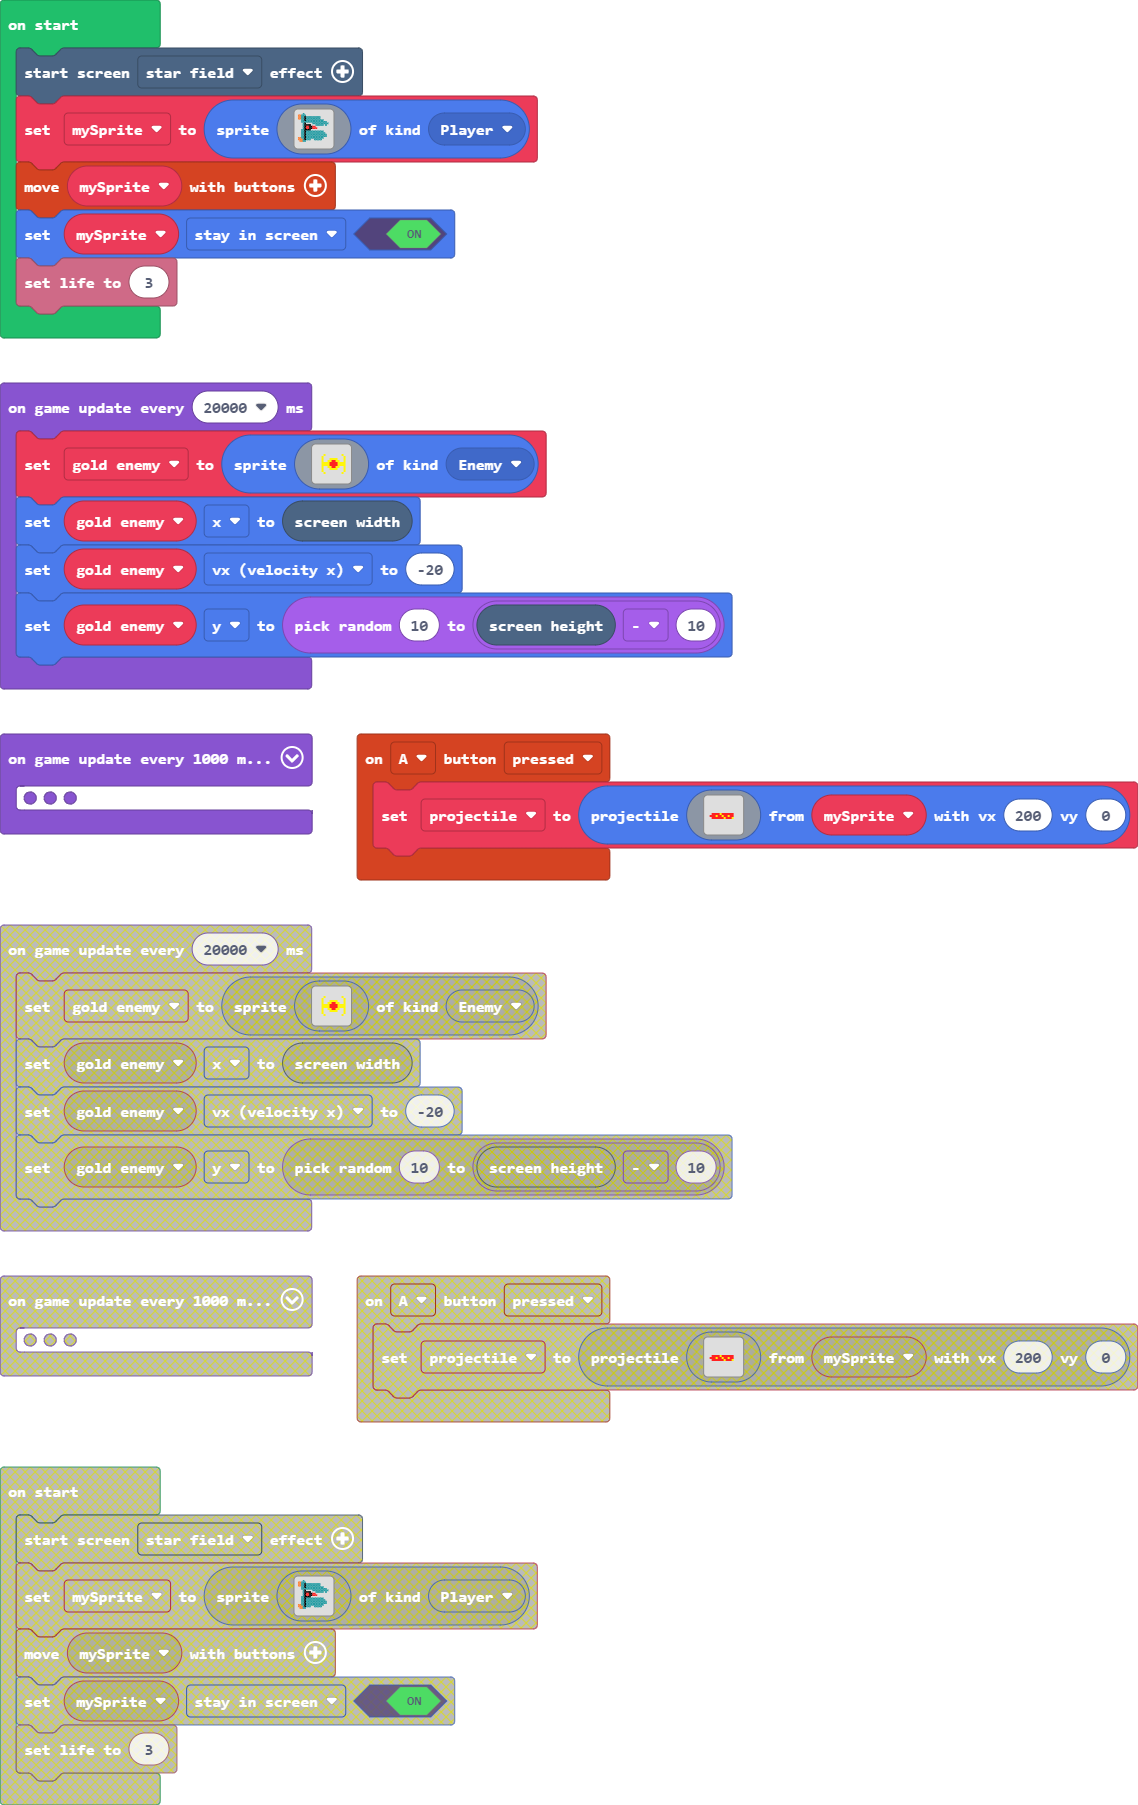 on start
start screen star field effect
set mySprite to sprite of kind Player
move mySprite with buttons
set mySprite stay in screen ON
set life to 3
on game update every 20000 ms
set gold enemy to sprite of kind Enemy
set gold enemy x to screen width
set gold enemy vx (velocity x) to -20
set gold enemy y to pick random 10 to screen height - 10
on game update every 1000 m...
on A button pressed
set projectile to projectile from mySprite with vx 200 vy 0
on game update every 20000 ms
set gold enemy to sprite of kind Enemy
set gold enemy x to screen width
set gold enemy vx (velocity x) to -20
set gold enemy y to pick random 10 to screen height - 10
on game update every 1000 m...
on A button pressed
set projectile to projectile from mySprite with vx 200 vy 0
on start
start screen star field effect
set mySprite to sprite of kind Player
move mySprite with buttons
set mySprite stay in screen ON
set life to 3